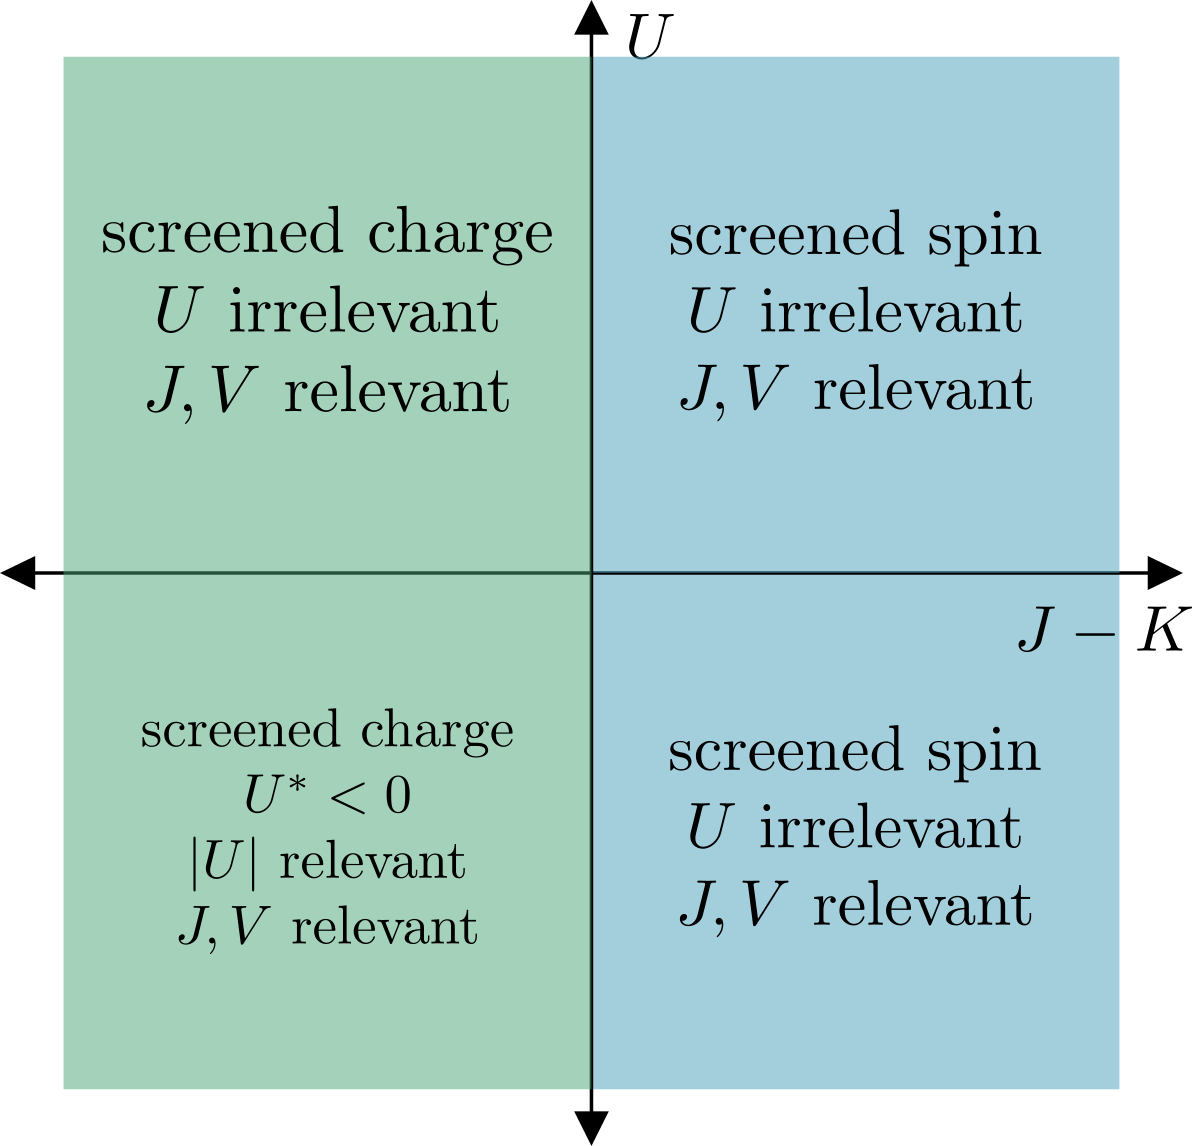 U
screened charge
U irrelevant
J, V relevant
screened spin
U irrelevant
J, V relevant
J − K
screened charge
U* < 0
|U| relevant
J, V relevant
screened spin
U irrelevant
J, V relevant